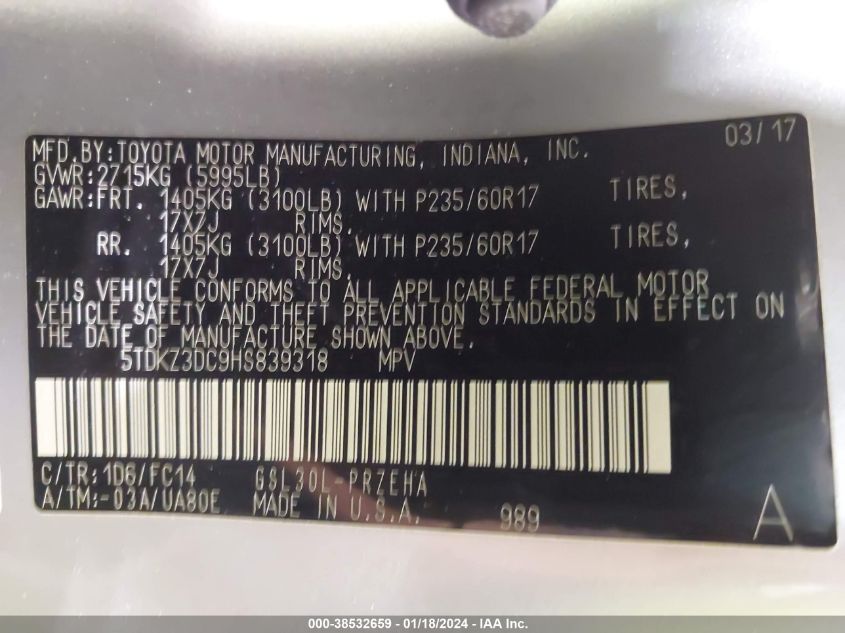 03/17
MFD.BY:TOYOTA MOTOR MANUFACTURING, INDIANA, INC.
GVWR:2715KG (5995LB)
GAWR:FRT. 1405KG (3100LB) WITH P235/60R17 TIRES,
17X7J RIMS,
RR. 1405KG (3100LB) WITH P235/60R17 TIRES,
17X7J RIMS.
THIS VEHICLE CONFORMS TO ALL APPLICABLE FEDERAL MOTOR
VEHICLE SAFETY AND THEFT PREVENTION STANDARDS IN EFFECT ON
THE DATE OF MANUFACTURE SHOWN ABOVE.
5TDKZ3DC9HS839318 MPV
C/TR:1D6/FC14 GSL30L-PRZEHA
A/TM:-03A/UA80E MADE IN U.S.A. 989 A
000-38532659 - 01/18/2024 - IAA Inc.